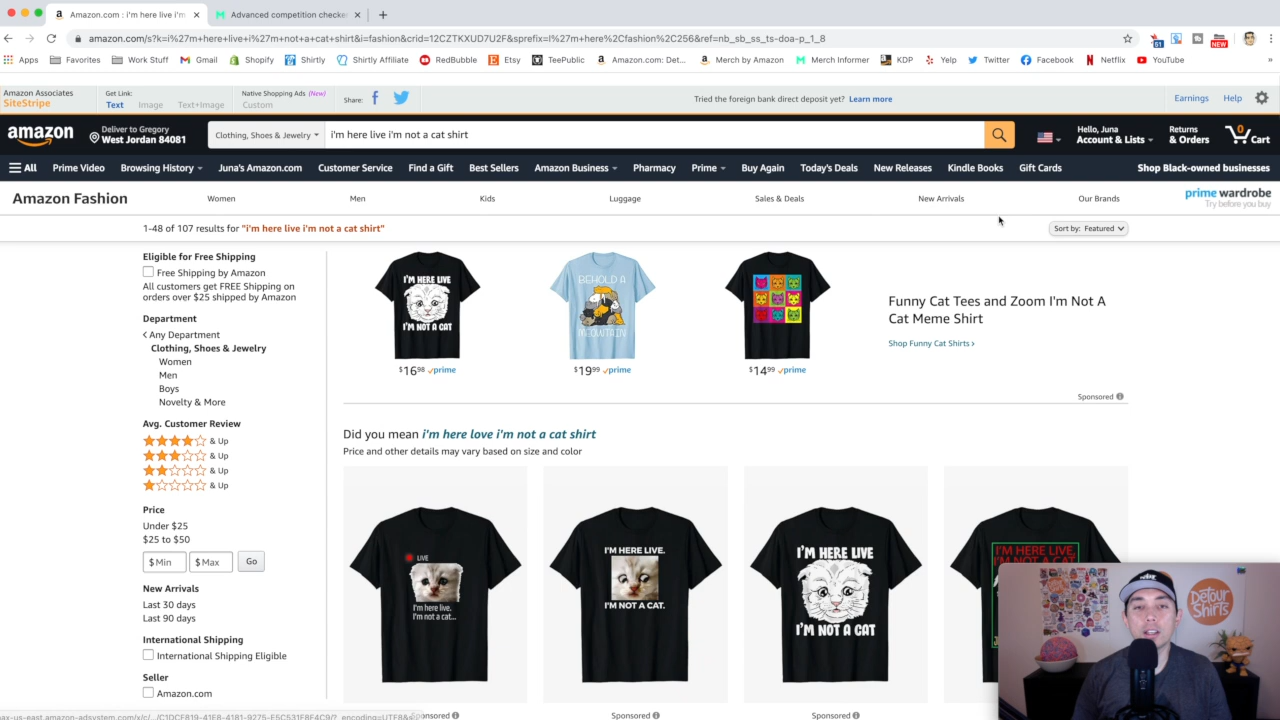 Amazon.com : i'm here live i'm
Advanced competition checker
amazon.com/s?k=i%27m+here+live+i%27m+not+a+cat+shirt&i=fashion&crid=12CZTKXUD7U2F&sprefix=I%27m+here%2Cfashion%2C256&ref=nb_sb_ss_ts-doa-p_1_8
51
NEW
Apps
Favorites
Work Stuff
Gmail
Shopify
Shirtly
Shirtly Affiliate
RedBubble
Etsy
TeePublic
Amazon.com: Det...
Merch by Amazon
Merch Informer
KDP
Yelp
Twitter
Facebook
Netflix
YouTube
Amazon Associates
SiteStripe
Get Link:
Text
Image
Text+Image
Native Shopping Ads (New)
Custom
Share:
Tried the foreign bank direct deposit yet? Learn more
Earnings
Help
amazon
Deliver to Gregory
West Jordan 84081
Clothing, Shoes & Jewelry
i'm here live i'm not a cat shirt
Hello, Juna
Account & Lists
Returns
& Orders
0
Cart
All
Prime Video
Browsing History
Juna's Amazon.com
Customer Service
Find a Gift
Best Sellers
Amazon Business
Pharmacy
Prime
Buy Again
Today's Deals
New Releases
Kindle Books
Gift Cards
Shop Black-owned businesses
Amazon Fashion
Women
Men
Kids
Luggage
Sales & Deals
New Arrivals
Our Brands
prime wardrobe
Try before you buy
1-48 of 107 results for "i'm here live i'm not a cat shirt"
Sort by: Featured
Eligible for Free Shipping
Free Shipping by Amazon
All customers get FREE Shipping on
orders over $25 shipped by Amazon
Department
Any Department
Clothing, Shoes & Jewelry
Women
Men
Boys
Novelty & More
Avg. Customer Review
& Up
& Up
& Up
& Up
Price
Under $25
$25 to $50
$ Min
$ Max
Go
New Arrivals
Last 30 days
Last 90 days
International Shipping
International Shipping Eligible
Seller
Amazon.com
I'M HERE LIVE
I'M NOT A CAT
$1698 prime
BEHOLD A
MEOWTAIN
$1999 prime
$1499 prime
Funny Cat Tees and Zoom I'm Not A
Cat Meme Shirt
Shop Funny Cat Shirts ›
Sponsored
Did you mean i'm here love i'm not a cat shirt
Price and other details may vary based on size and color
LIVE
I'm here live.
I'm not a cat...
I'M HERE LIVE.
I'M NOT A CAT.
I'M HERE LIVE
I'M NOT A CAT
I'M HERE LIVE,
I'M NOT A CAT
Sponsored
Sponsored
Detour
Shirts